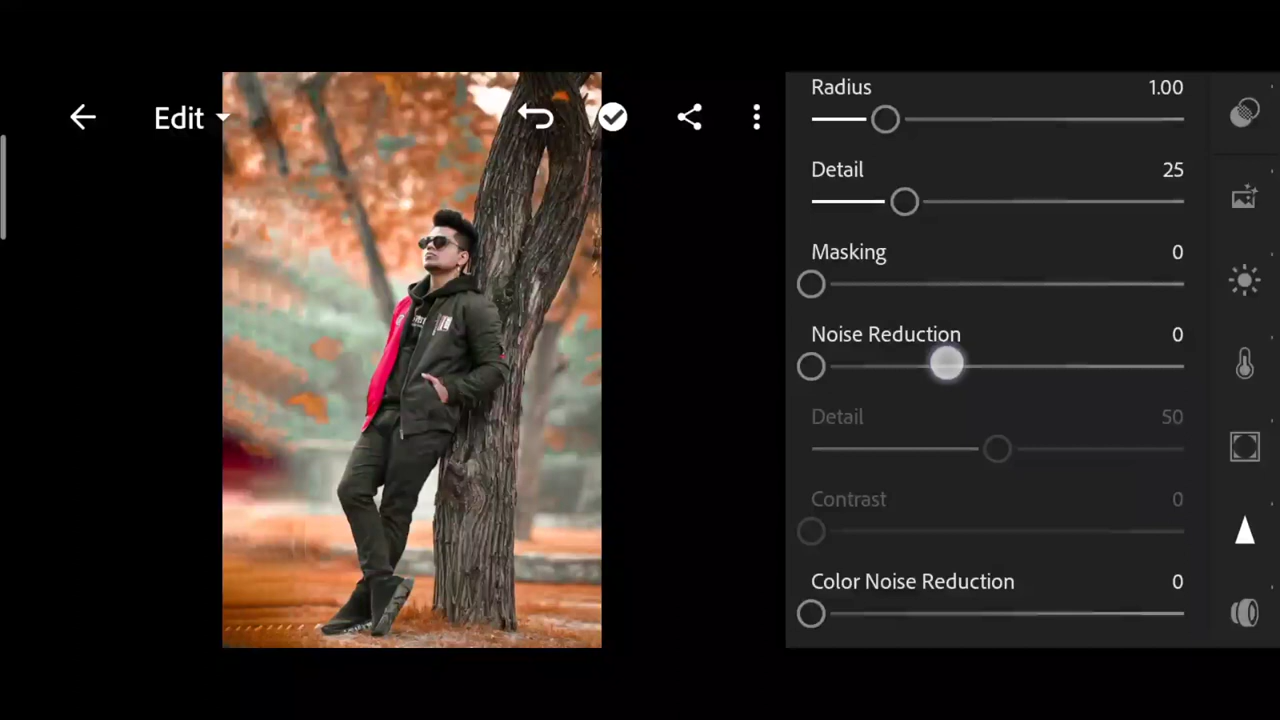 Edit
Radius 1.00
Detail 25
Masking 0
Noise Reduction 0
Detail 50
Contrast 0
Color Noise Reduction 0